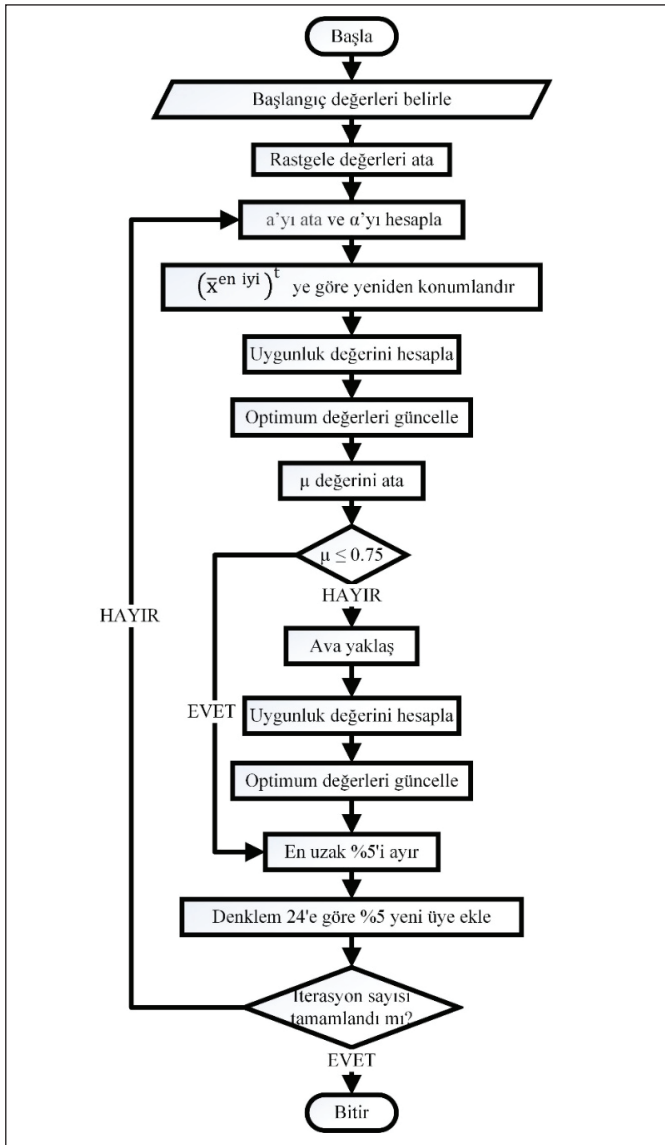 Başla
Başlangıç değerleri belirle
Rastgele değerleri ata
a'yı ata ve α'yı hesapla
(x̅ᵉⁿ ⁱʸⁱ)ᵗ ye göre yeniden konumlandır
Uygunluk değerini hesapla
Optimum değerleri güncelle
μ değerini ata
μ ≤ 0.75
HAYIR
HAYIR
Ava yaklaş
EVET
Uygunluk değerini hesapla
Optimum değerleri güncelle
En uzak %5'i ayır
Denklem 24'e göre %5 yeni üye ekle
İterasyon sayısı
tamamlandı mı?
EVET
Bitir